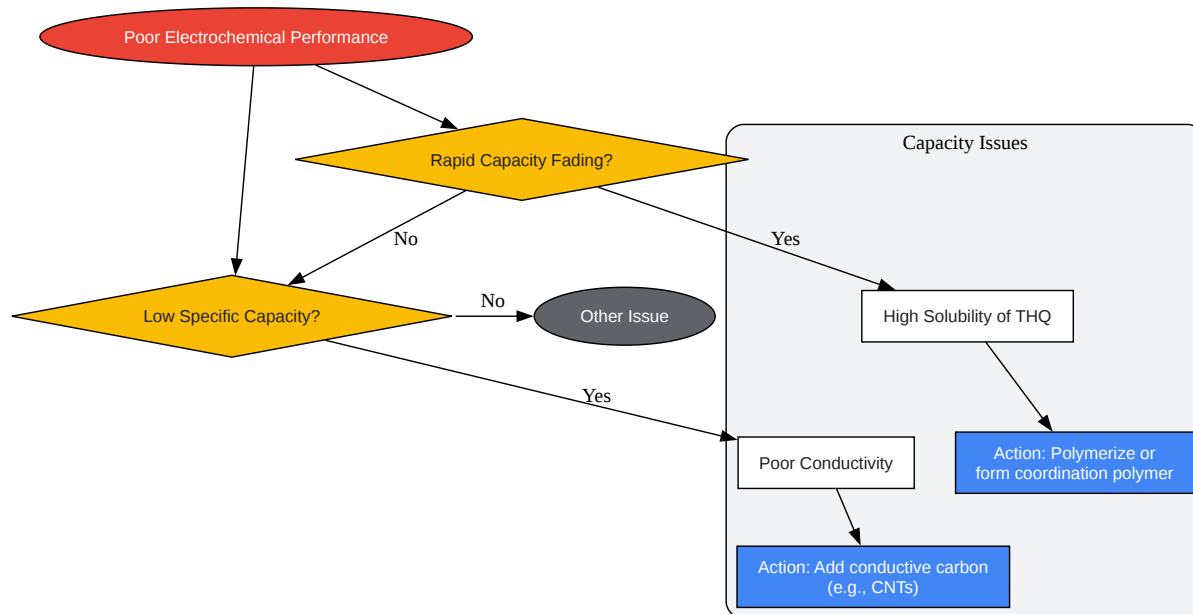 Poor Electrochemical Performance
Rapid Capacity Fading?
Capacity Issues
No
Yes
Low Specific Capacity?
No
Other Issue
High Solubility of THQ
Yes
Poor Conductivity
Action: Polymerize or
form coordination polymer
Action: Add conductive carbon
(e.g., CNTs)